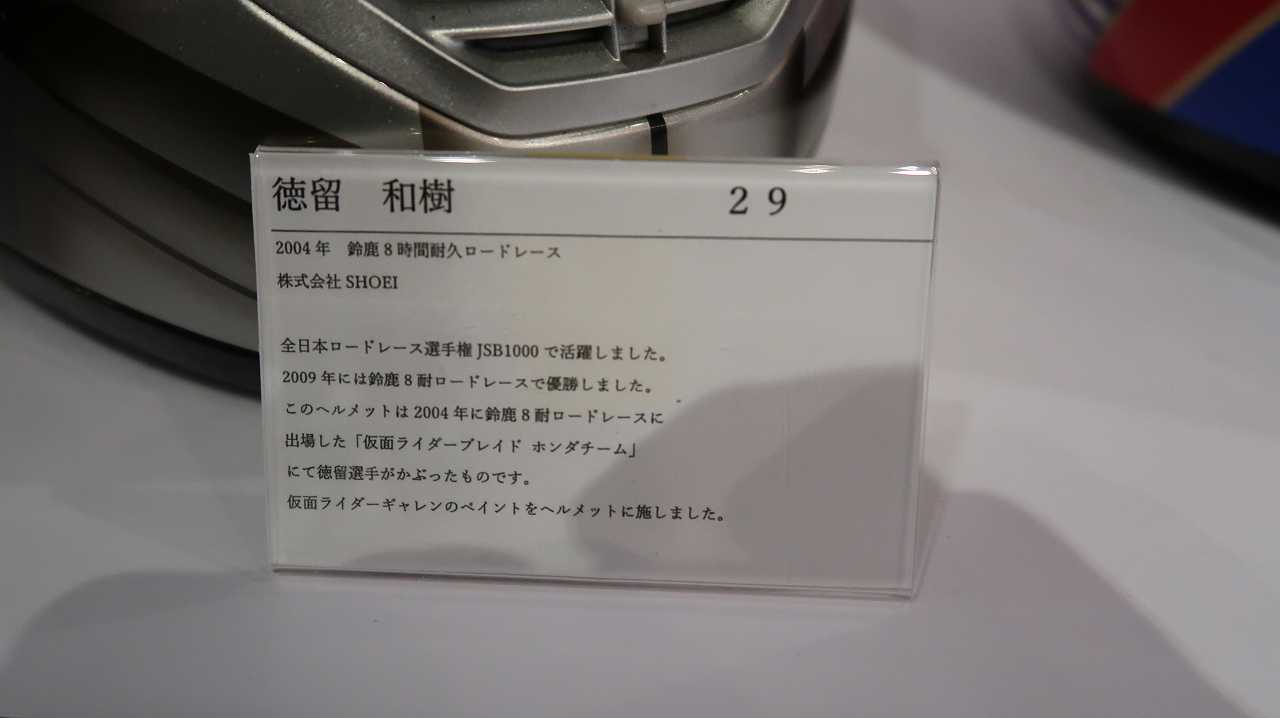 徳留　和樹　２９
2004 年　鈴鹿 8 時間耐久ロードレース
株式会社 SHOEI
全日本ロードレース選手権 JSB1000 で活躍しました。
2009 年には鈴鹿 8 耐ロードレースで優勝しました。
このヘルメットは 2004 年に鈴鹿 8 耐ロードレースに
出場した「仮面ライダーブレイド ホンダチーム」
にて徳留選手がかぶったものです。
仮面ライダーギャレンのペイントをヘルメットに施しました。